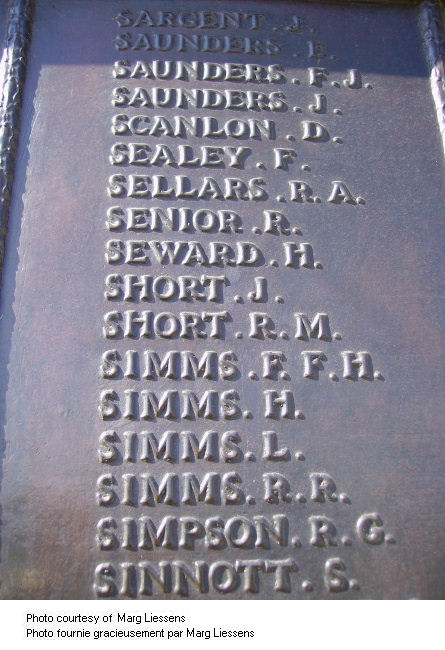 SARGENT. J.
SAUNDERS. E.
SAUNDERS. F. J.
SAUNDERS. J.
SCANLON. D.
SEALEY. F.
SELLARS. R. A.
SENIOR. R.
SEWARD. H.
SHORT. J.
SHORT. R. M.
SIMMS. F. F. H.
SIMMS. H.
SIMMS. L.
SIMMS. R. R.
SIMPSON. R. G.
SINNOTT. S.
Photo courtesy of Marg Liessens
Photo fournie gracieusement par Marg Liessens